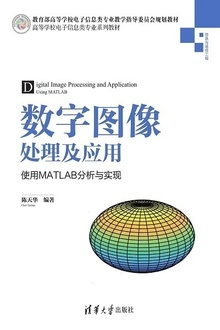 教育部高等学校电子信息类专业教学指导委员会规划教材
高等学校电子信息类专业系列教材
Digital Image Processing and Application
Using MATLAB
数字图像
处理及应用
使用MATLAB分析与实现
陈天华 编著
Chen Tianhua
清华大学出版社